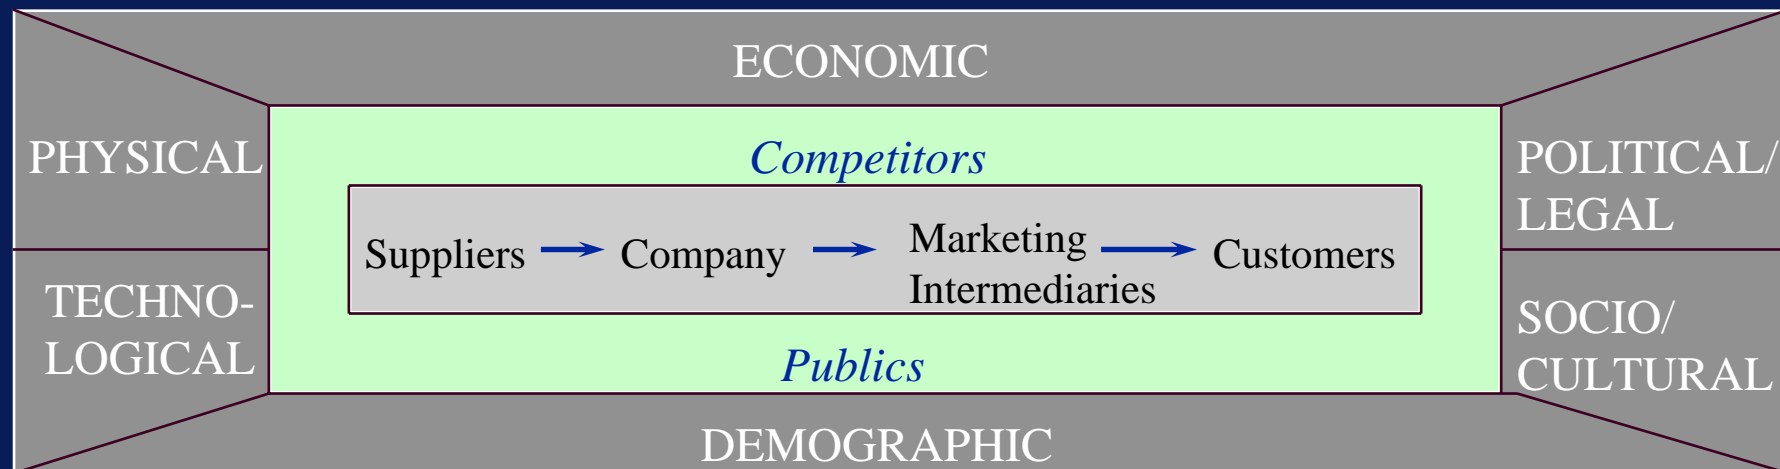 ECONOMIC
PHYSICAL
Competitors
POLITICAL/
LEGAL
Suppliers
Company
Marketing
Intermediaries
Customers
TECHNO-
LOGICAL
SOCIO/
CULTURAL
Publics
DEMOGRAPHIC